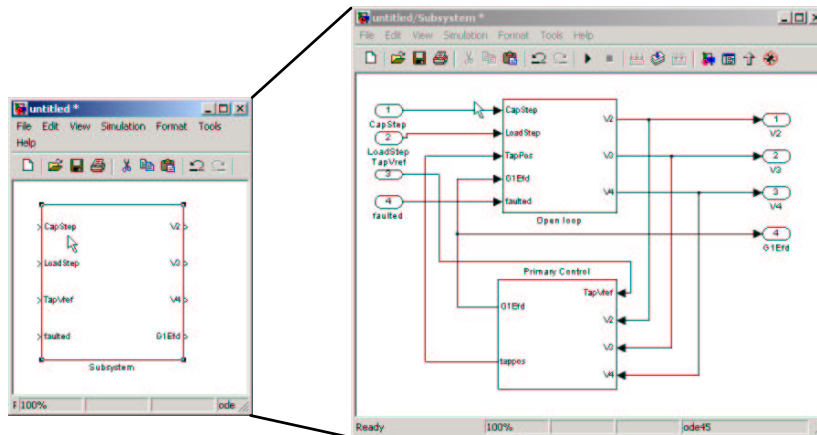 untitled *
File Edit View Simulation Format Tools
Help
CapStep V2
LoadStep V3
TapVref V4
faulted G1Efd
Subsystem
100% ode
untitled/Subsystem *
File Edit View Simulation Format Tools Help
1
CapStep
2
LoadStep
TapVref
3
4
faulted
CapStep V2
LoadStep
TapPos V3
G1Efd
faulted V4
Open loop
1
V2
2
V3
3
V4
4
G1Efd
Primary Control
TapVref
G1Efd
V2
V3
tappos
V4
Ready 100% ode45